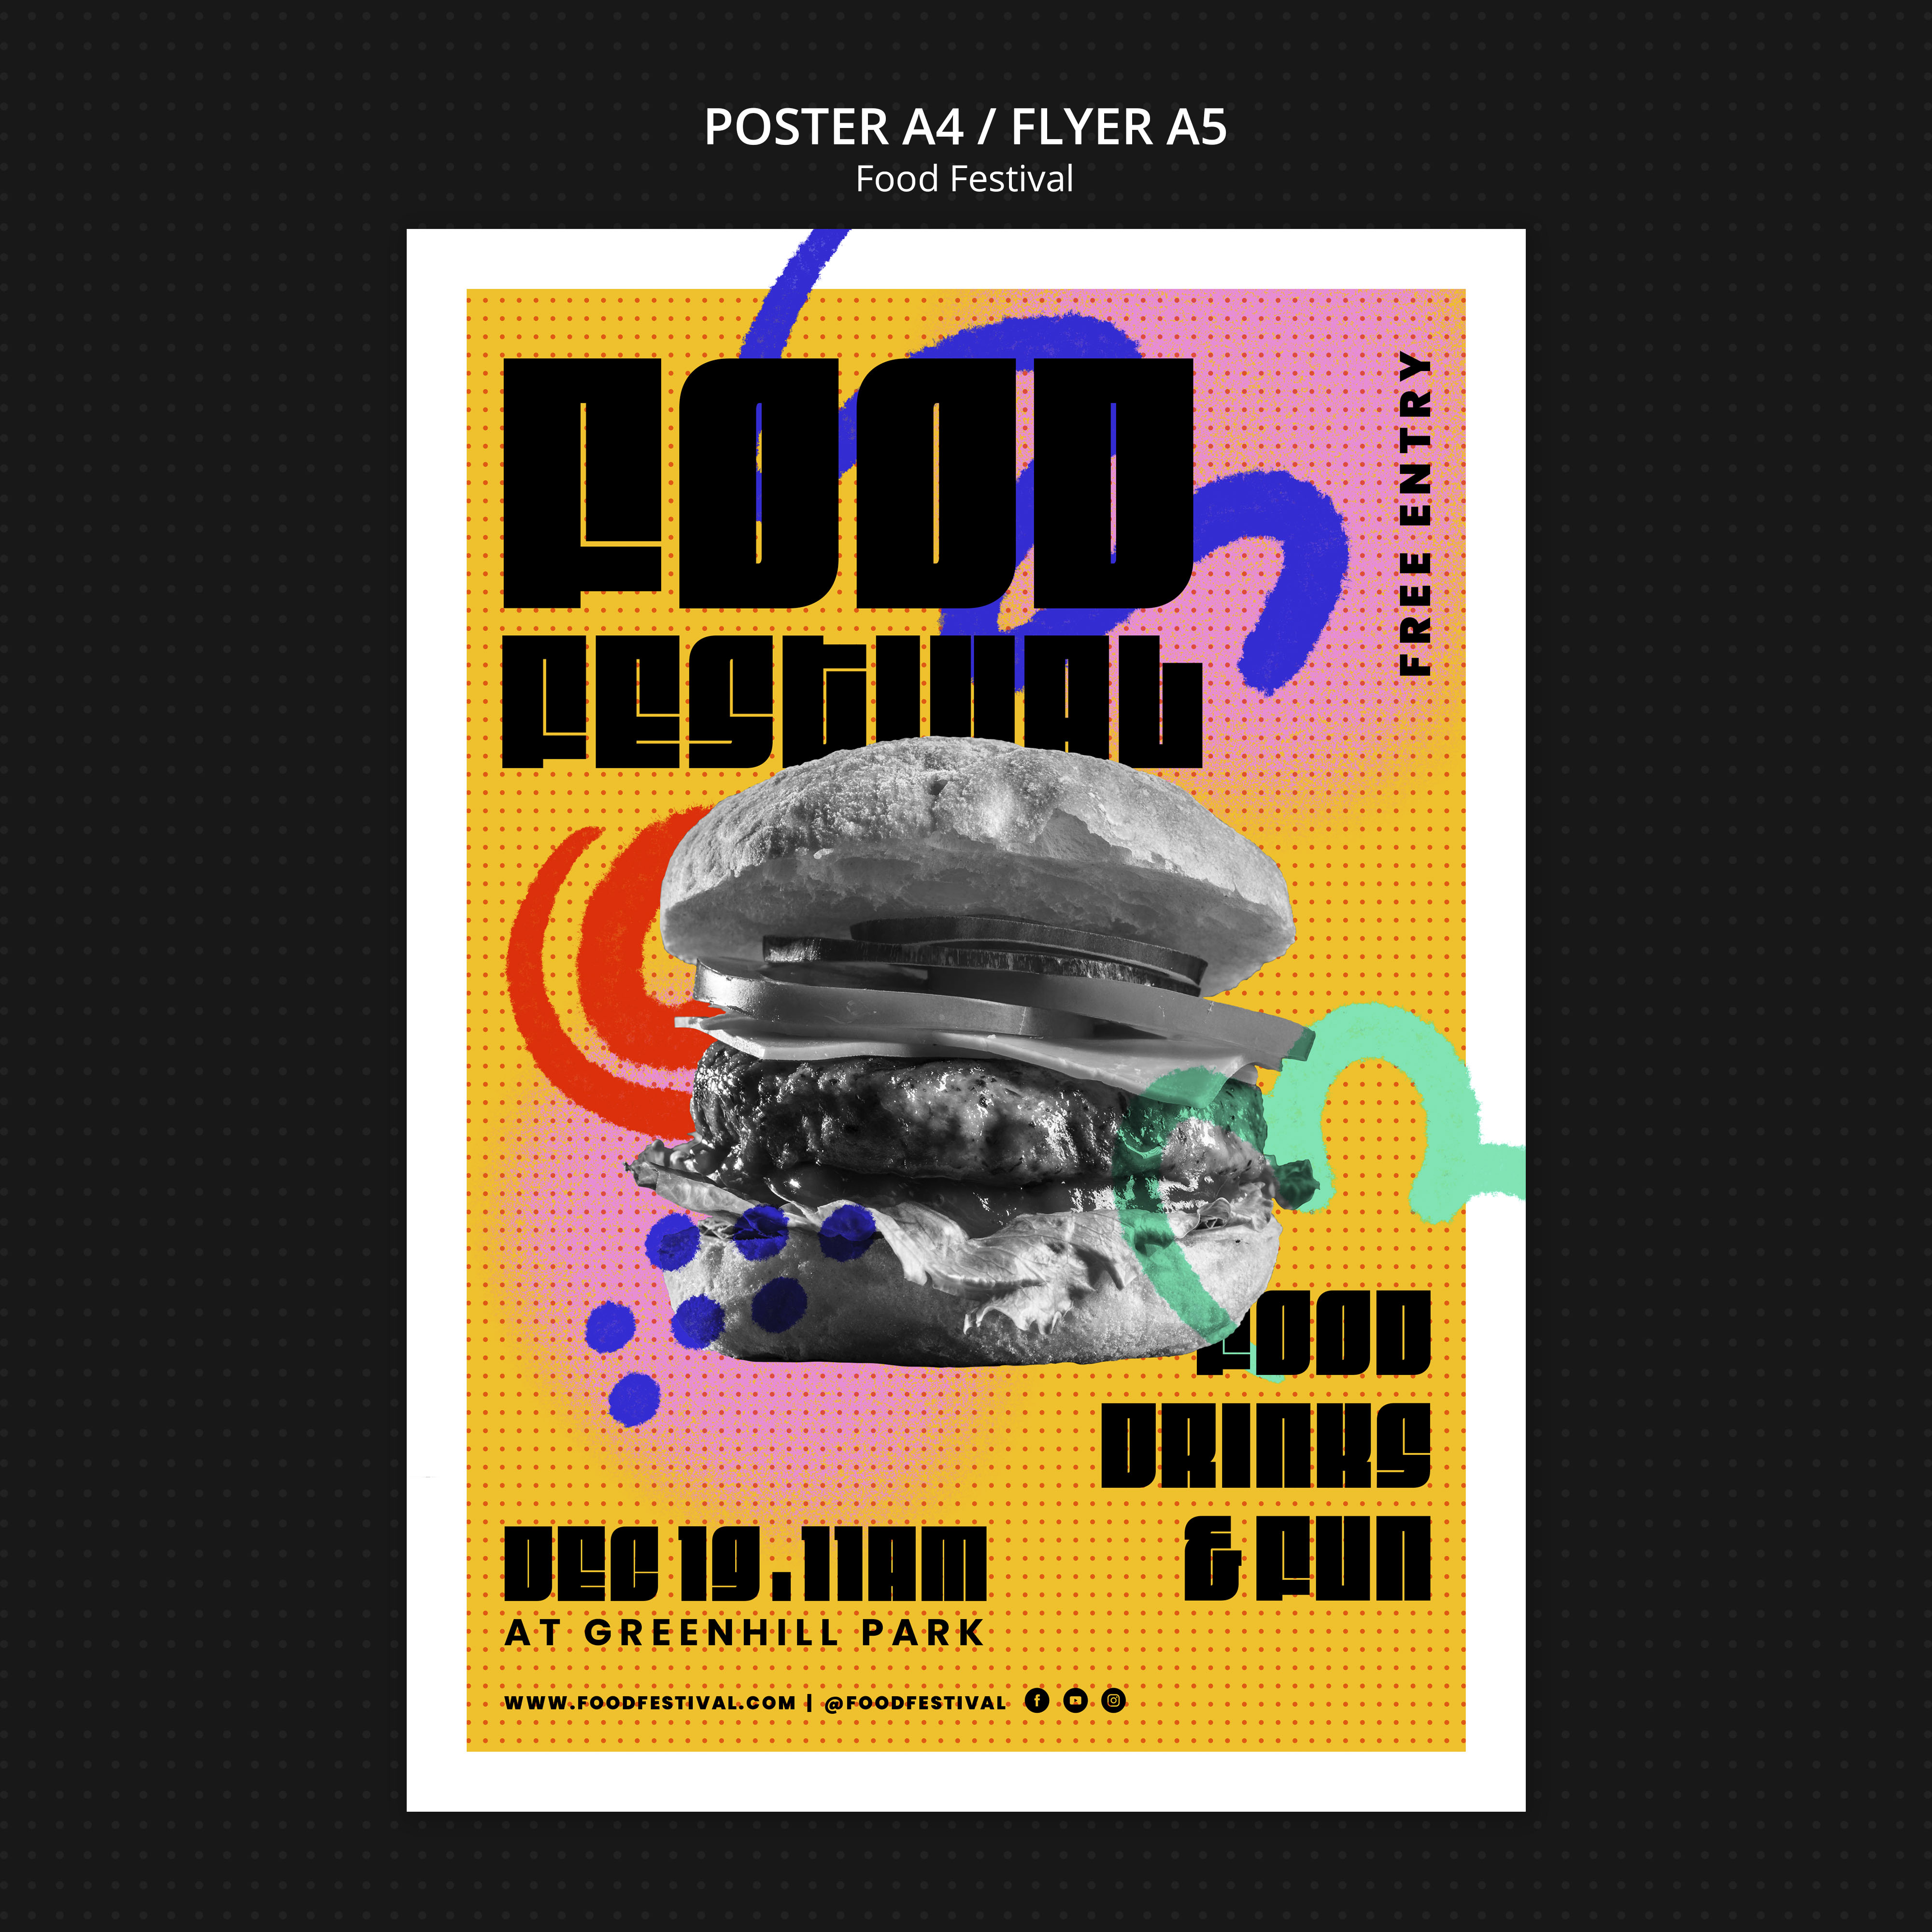 POSTER A4 / FLYER A5
Food Festival
FOOD
FESTIVAL
FREE ENTRY
FOOD
DRINKS
& FUN
DEC 19. 11AM
AT GREENHILL PARK
WWW.FOODFESTIVAL.COM | @FOODFESTIVAL